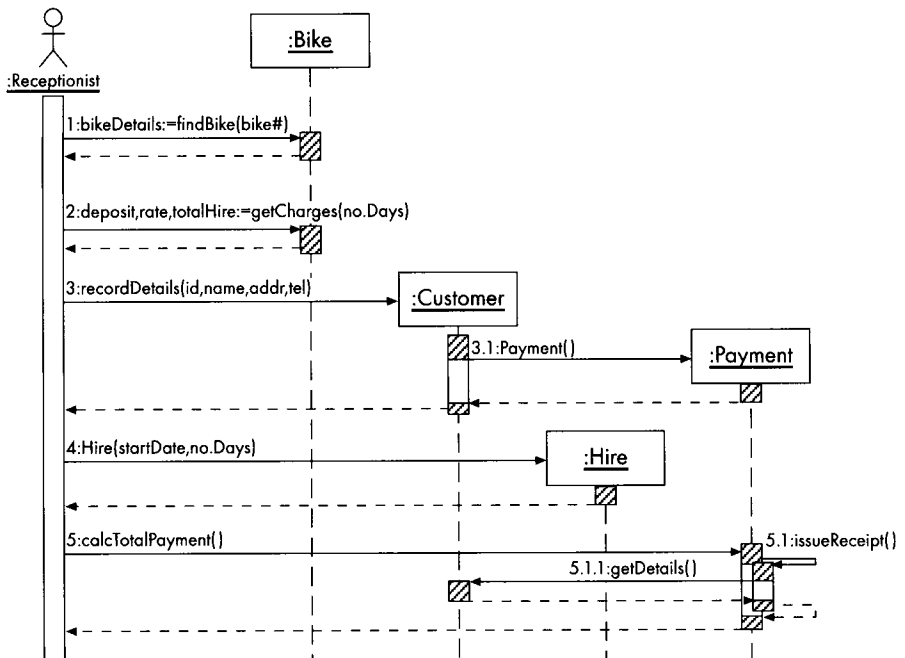 :Bike
:Receptionist
1:bikeDetails:=findBike(bike#)
2:deposit,rate,totalHire:=getCharges(no.Days)
3:recordDetails(id,name,addr,tel)
:Customer
3.1:Payment()
:Payment
4:Hire(startDate,no.Days)
:Hire
5:calcTotalPayment()
5.1:issueReceipt()
5.1.1:getDetails()